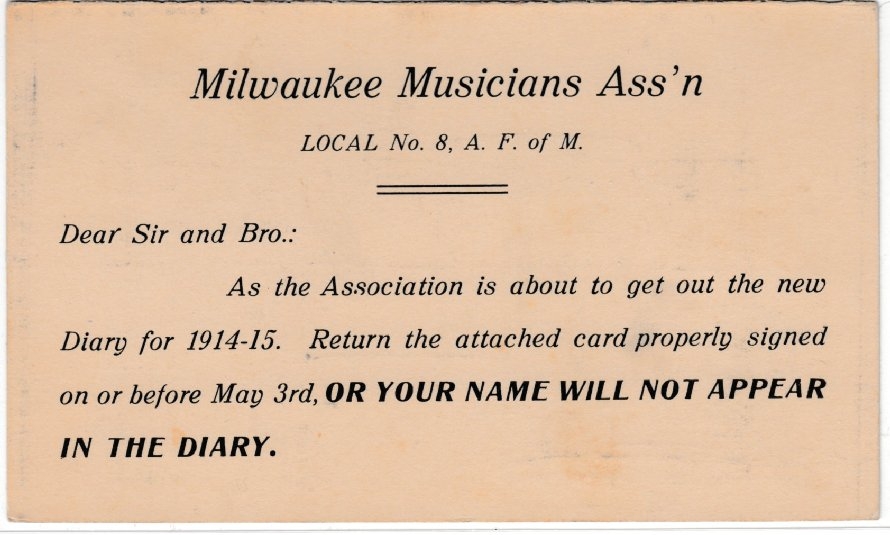 Milwaukee Musicians Ass'n
LOCAL No. 8, A. F. of M.
Dear Sir and Bro.:
As the Association is about to get out the new
Diary for 1914-15. Return the attached card properly signed
on or before May 3rd, OR YOUR NAME WILL NOT APPEAR
IN THE DIARY.